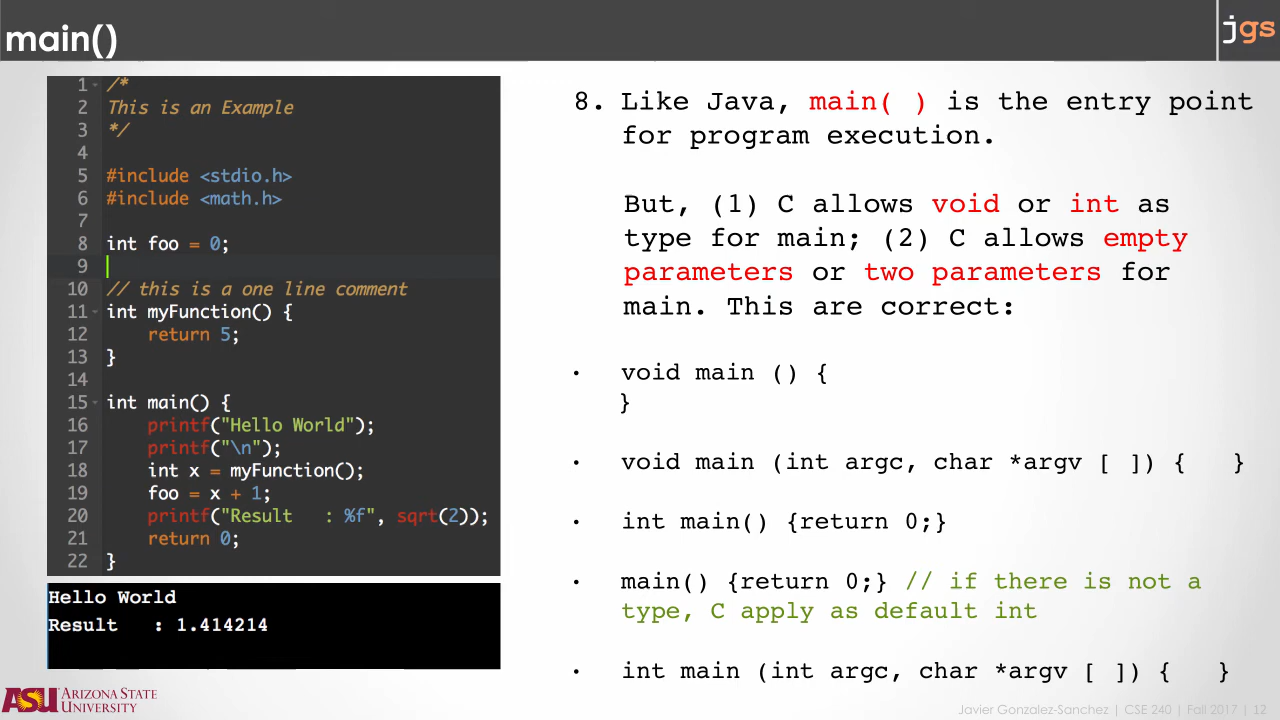 main()
jgs
1 /*
2 This is an Example
3 */
4
5 #include <stdio.h>
6 #include <math.h>
7
8 int foo = 0;
9
10 // this is a one line comment
11 int myFunction() {
12 return 5;
13 }
14
15 int main() {
16 printf("Hello World");
17 printf("\n");
18 int x = myFunction();
19 foo = x + 1;
20 printf("Result   : %f", sqrt(2));
21 return 0;
22 }
Hello World
Result   : 1.414214
8. Like Java, main( ) is the entry point
for program execution.
But, (1) C allows void or int as
type for main; (2) C allows empty
parameters or two parameters for
main. This are correct:
• void main () {
}
• void main (int argc, char *argv [ ]) {   }
• int main() {return 0;}
• main() {return 0;} // if there is not a
type, C apply as default int
• int main (int argc, char *argv [ ]) {   }
ASU ARIZONA STATE
UNIVERSITY
Javier Gonzalez-Sanchez | CSE 240 | Fall 2017 | 12